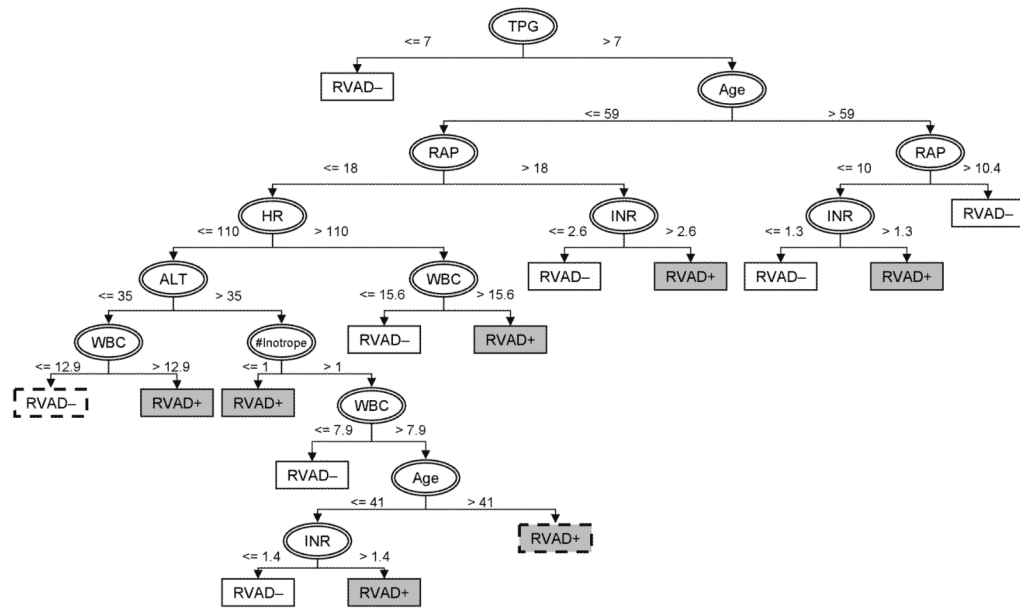 TPG
<= 7 > 7
RVAD–
Age
<= 59 > 59
RAP RAP
<= 18 > 18 <= 10 > 10.4
HR INR INR RVAD–
<= 110 > 110 <= 2.6 > 2.6 <= 1.3 > 1.3
ALT WBC RVAD– RVAD+ RVAD– RVAD+
<= 35 > 35 <= 15.6 > 15.6
WBC #Inotrope RVAD– RVAD+
<= 12.9 > 12.9 <= 1 > 1
RVAD– RVAD+ RVAD+ WBC
<= 7.9 > 7.9
RVAD– Age
<= 41 > 41
INR RVAD+
<= 1.4 > 1.4
RVAD– RVAD+